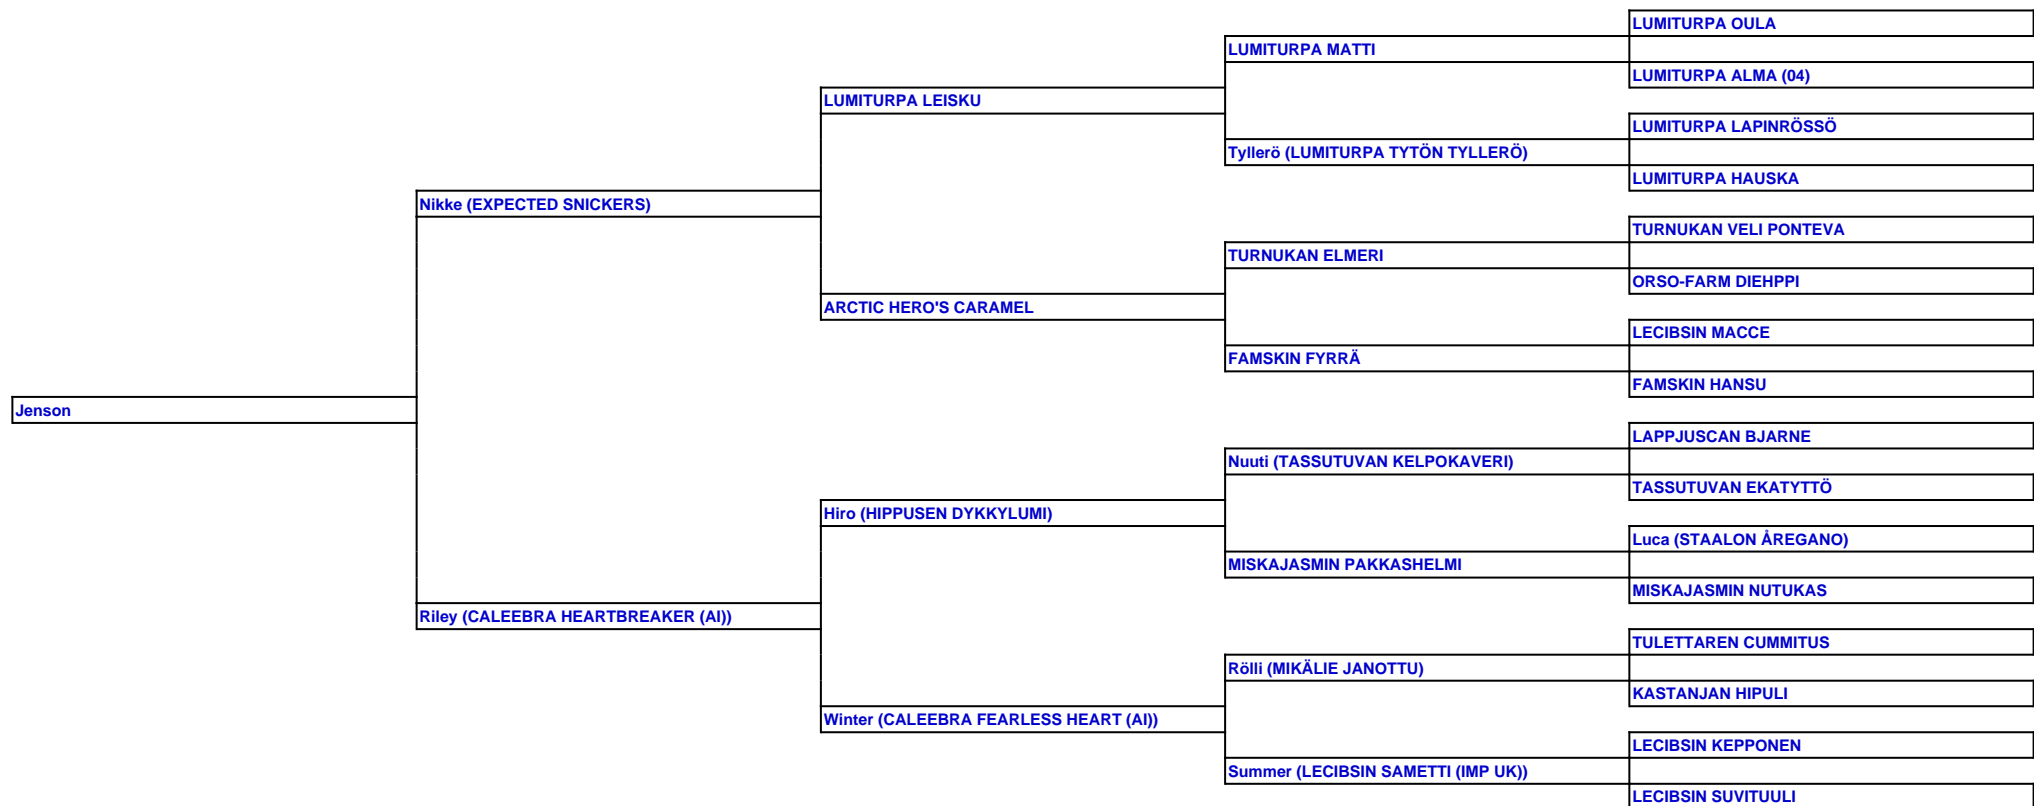 LUMITURPA OULA
LUMITURPA MATTI
LUMITURPA ALMA (04)
LUMITURPA LEISKU
LUMITURPA LAPINRÖSSÖ
Tyllerö (LUMITURPA TYTÖN TYLLERÖ)
LUMITURPA HAUSKA
Nikke (EXPECTED SNICKERS)
TURNUKAN VELI PONTEVA
TURNUKAN ELMERI
ORSO-FARM DIEHPPI
ARCTIC HERO'S CARAMEL
LECIBSIN MACCE
FAMSKIN FYRRÄ
FAMSKIN HANSU
Jenson
LAPPJUSCAN BJARNE
Nuuti (TASSUTUVAN KELPOKAVERI)
TASSUTUVAN EKATYTTÖ
Hiro (HIPPUSEN DYKKYLUMI)
Luca (STAALON ÅREGANO)
MISKAJASMIN PAKKASHELMI
MISKAJASMIN NUTUKAS
Riley (CALEEBRA HEARTBREAKER (AI))
TULETTAREN CUMMITUS
Rölli (MIKÄLIE JANOTTU)
KASTANJAN HIPULI
Winter (CALEEBRA FEARLESS HEART (AI))
LECIBSIN KEPPONEN
Summer (LECIBSIN SAMETTI (IMP UK))
LECIBSIN SUVITUULI